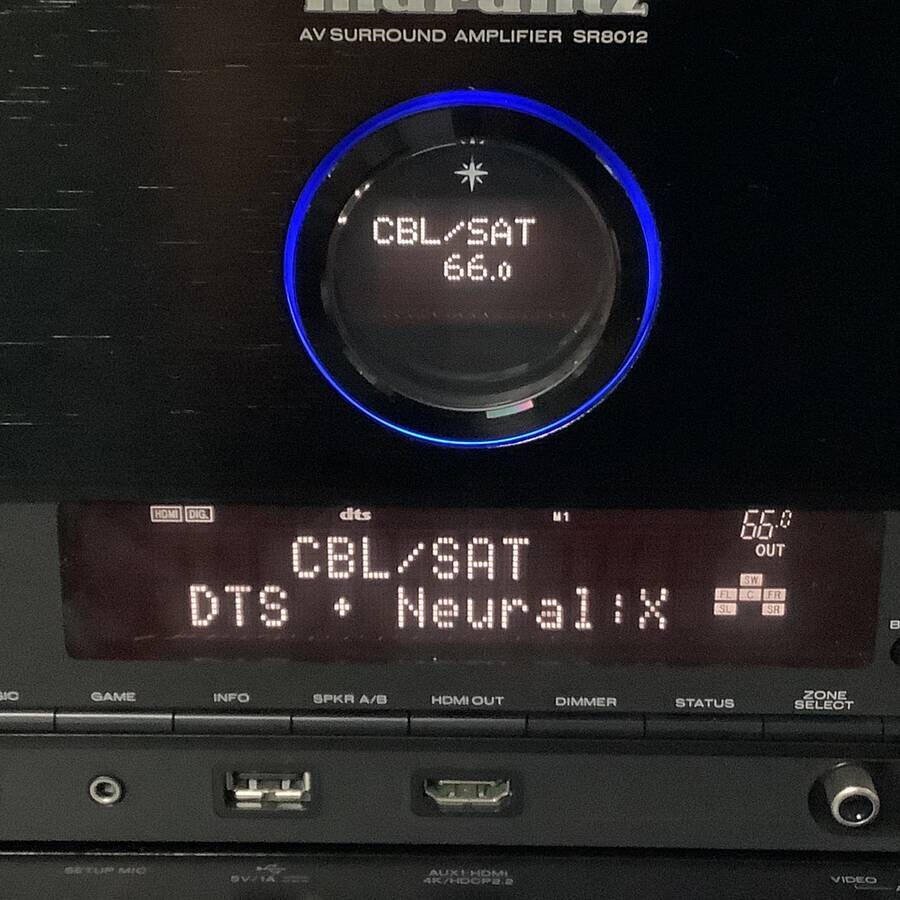 marantz
AV SURROUND AMPLIFIER SR8012
CBL/SAT
66.0
HDMI DIG. dts M1 66.0
OUT
CBL/SAT
DTS + Neural:X
SW
FL C FR
SL SR
GAME INFO SPKR A/B HDMI OUT DIMMER STATUS ZONE SELECT
SETUP MIC 5V/1A AUX1 HDMI
4K/HDCP2.2
VIDEO